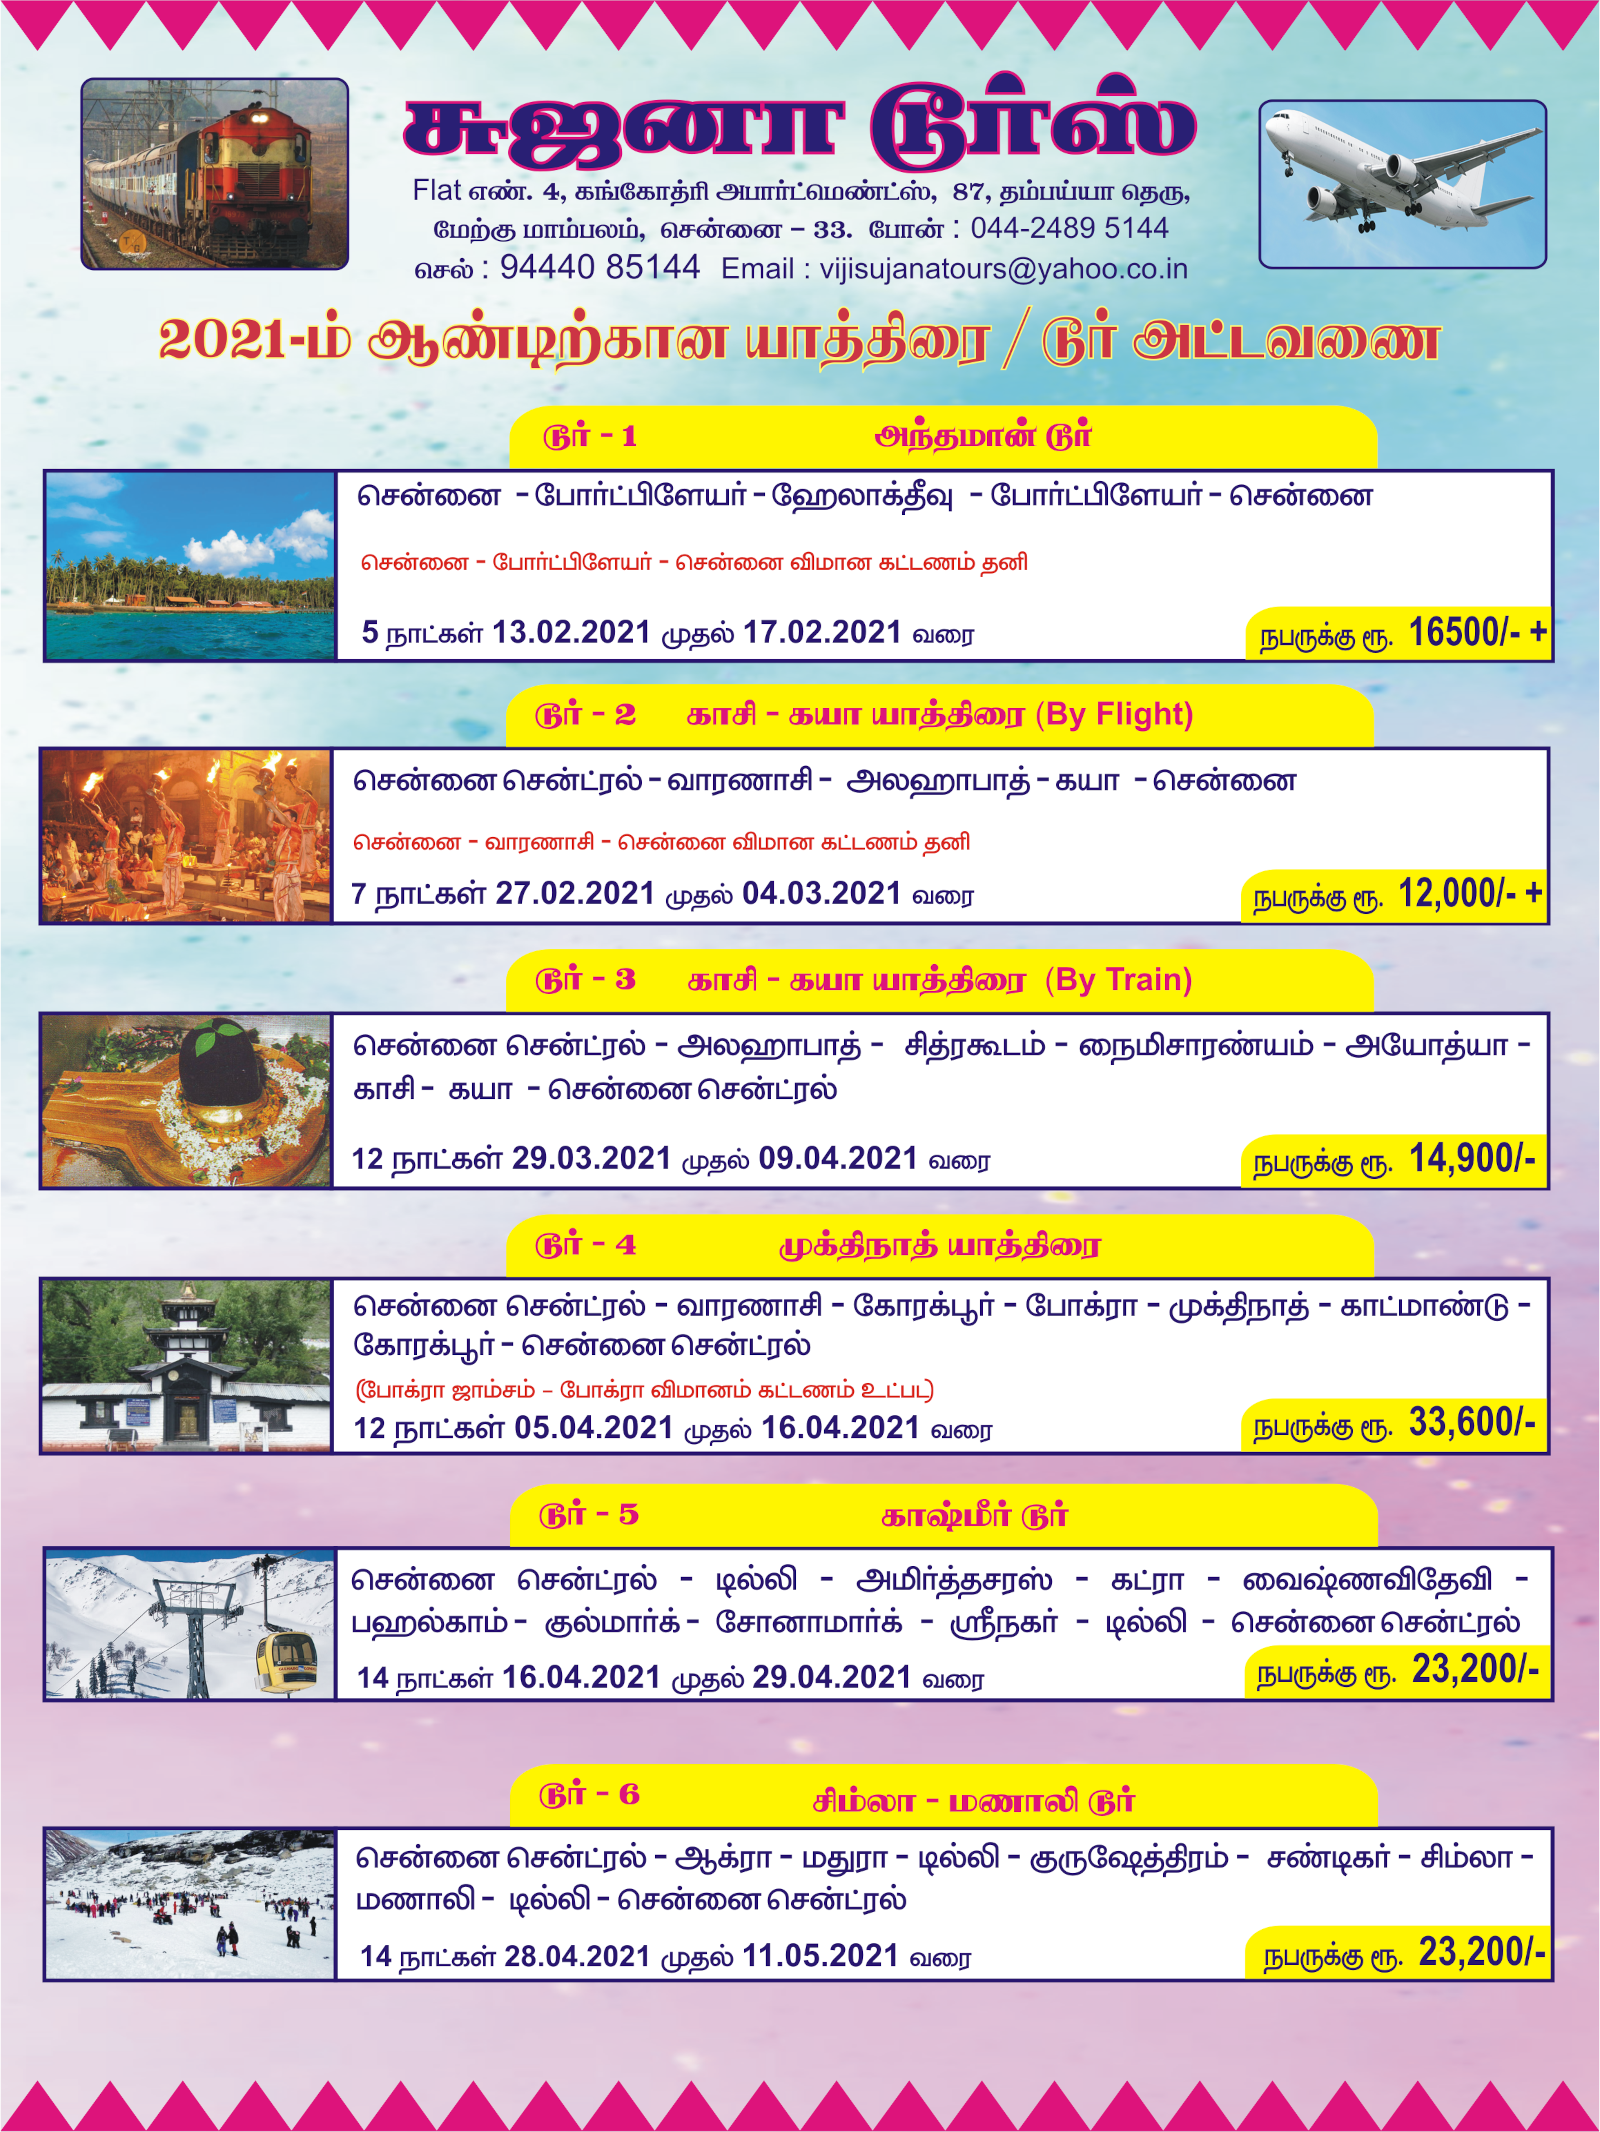 சுஜனா டூர்ஸ்
Flat எண். 4, கங்கோத்ரி அபார்ட்மெண்ட்ஸ், 87, தம்பய்யா தெரு,
மேற்கு மாம்பலம், சென்னை – 33. போன் : 044-2489 5144
செல் : 94440 85144 Email : vijisujanatours@yahoo.co.in
2021-ம் ஆண்டிற்கான யாத்திரை / டூர் அட்டவணை
டூர் - 1 அந்தமான் டூர்
சென்னை - போர்ட்பிளேயர் - ஹேலாக்தீவு - போர்ட்பிளேயர் - சென்னை
சென்னை - போர்ட்பிளேயர் - சென்னை விமான கட்டணம் தனி
5 நாட்கள் 13.02.2021 முதல் 17.02.2021 வரை நபருக்கு ரூ. 16500/- +
டூர் - 2 காசி - கயா யாத்திரை (By Flight)
சென்னை சென்ட்ரல் - வாரணாசி - அலஹாபாத் - கயா - சென்னை
சென்னை - வாரணாசி - சென்னை விமான கட்டணம் தனி
7 நாட்கள் 27.02.2021 முதல் 04.03.2021 வரை நபருக்கு ரூ. 12,000/- +
டூர் - 3 காசி - கயா யாத்திரை (By Train)
சென்னை சென்ட்ரல் - அலஹாபாத் - சித்ரகூடம் - நைமிசாரண்யம் - அயோத்யா -
காசி - கயா - சென்னை சென்ட்ரல்
12 நாட்கள் 29.03.2021 முதல் 09.04.2021 வரை நபருக்கு ரூ. 14,900/-
டூர் - 4 முக்திநாத் யாத்திரை
சென்னை சென்ட்ரல் - வாரணாசி - கோரக்பூர் - போக்ரா - முக்திநாத் - காட்மாண்டு -
கோரக்பூர் - சென்னை சென்ட்ரல்
(போக்ரா ஜாம்சம் - போக்ரா விமானம் கட்டணம் உட்பட)
12 நாட்கள் 05.04.2021 முதல் 16.04.2021 வரை நபருக்கு ரூ. 33,600/-
டூர் - 5 காஷ்மீர் டூர்
சென்னை சென்ட்ரல் - டில்லி - அமிர்த்தசரஸ் - கட்ரா - வைஷ்ணவிதேவி -
பஹல்காம் - குல்மார்க் - சோனாமார்க் - ஸ்ரீநகர் - டில்லி - சென்னை சென்ட்ரல்
14 நாட்கள் 16.04.2021 முதல் 29.04.2021 வரை நபருக்கு ரூ. 23,200/-
டூர் - 6 சிம்லா - மணாலி டூர்
சென்னை சென்ட்ரல் - ஆக்ரா - மதுரா - டில்லி - குருஷேத்திரம் - சண்டிகர் - சிம்லா -
மணாலி - டில்லி - சென்னை சென்ட்ரல்
14 நாட்கள் 28.04.2021 முதல் 11.05.2021 வரை நபருக்கு ரூ. 23,200/-